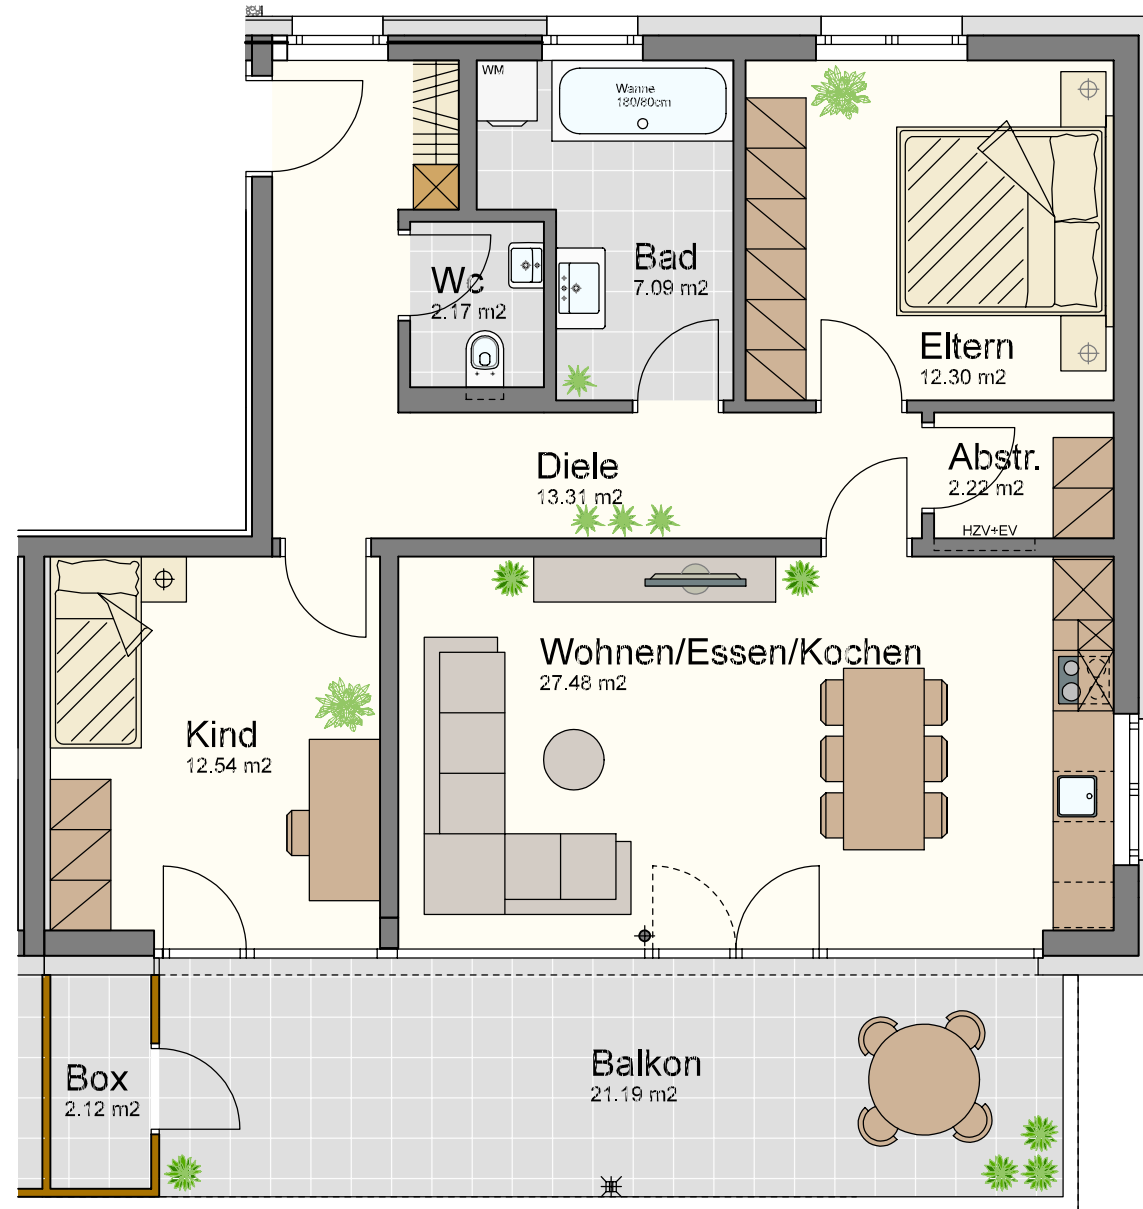 WM
Wanne
180/80cm
Bad
7.09 m2
Wc
2.17 m2
Eltern
12.30 m2
Diele
13.31 m2
Abstr.
2.22 m2
HZV+EV
Wohnen/Essen/Kochen
27.48 m2
Kind
12.54 m2
Box
2.12 m2
Balkon
21.19 m2